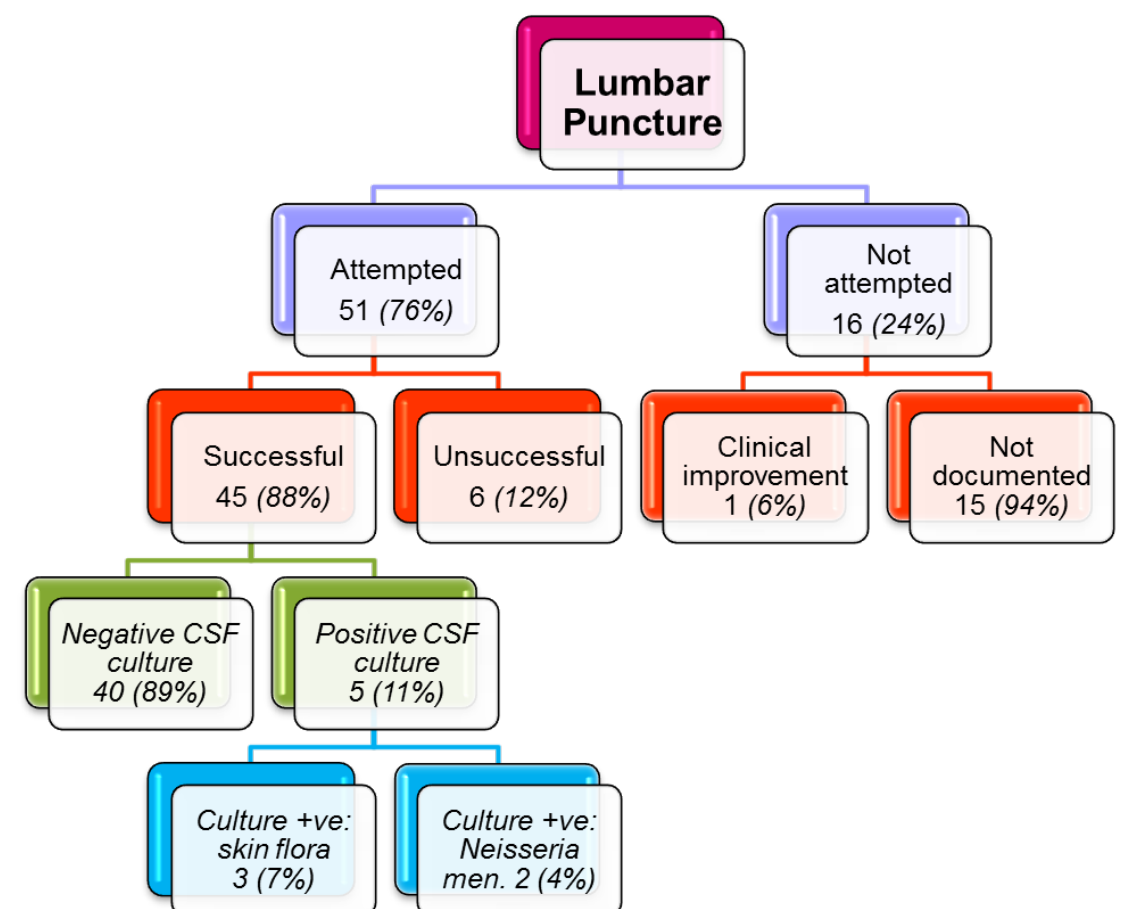 Lumbar
Puncture
Attempted
51 (76%)
Not
attempted
16 (24%)
Successful
45 (88%)
Unsuccessful
6 (12%)
Clinical
improvement
1 (6%)
Not
documented
15 (94%)
Negative CSF
culture
40 (89%)
Positive CSF
culture
5 (11%)
Culture +ve:
skin flora
3 (7%)
Culture +ve:
Neisseria
men. 2 (4%)